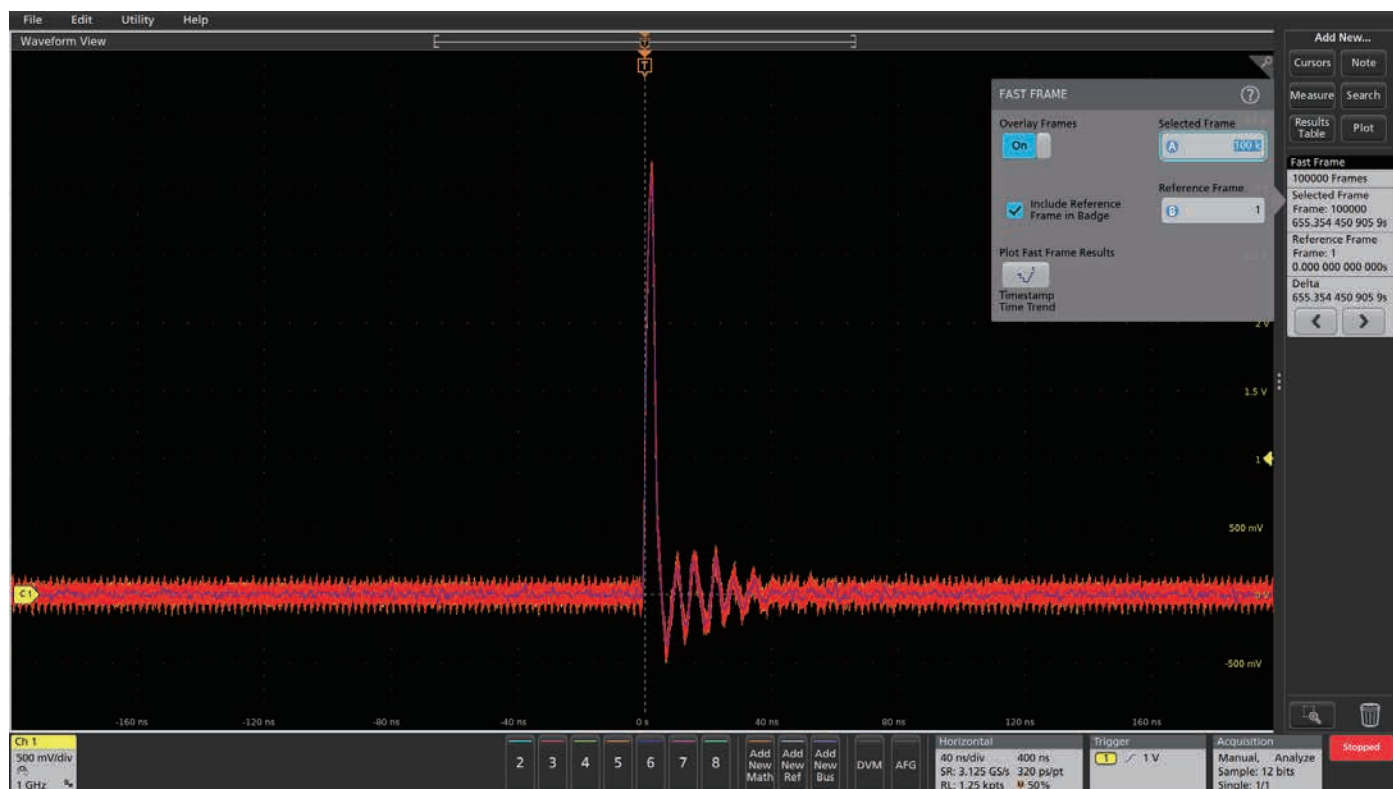 File Edit Utility Help
Waveform View
Add New...
Cursors Note
Measure Search
Results Table Plot
T
T
FAST FRAME ?
Overlay Frames Selected Frame
On A 100 k
Reference Frame
Include Reference
Frame in Badge
B 1
Plot Fast Frame Results
Timestamp
Time Trend
Fast Frame
100000 Frames
Selected Frame
Frame: 100000
655.354 450 905 9s
Reference Frame
Frame: 1
0.000 000 000 000s
Delta
655.354 450 905 9s
2 V
1.5 V
1
500 mV
C 1
0 V
-500 mV
-160 ns -120 ns -80 ns -40 ns 0 s 40 ns 80 ns 120 ns 160 ns
Ch 1
500 mV/div
1 GHz
2 3 4 5 6 7 8
Add New Math
Add New Ref
Add New Bus
DVM AFG
Horizontal
40 ns/div 400 ns
SR: 3.125 GS/s 320 ps/pt
RL: 1.25 kpts 50%
Trigger
1 1 V
Acquisition
Manual, Analyze
Sample: 12 bits
Single: 1/1
Stopped